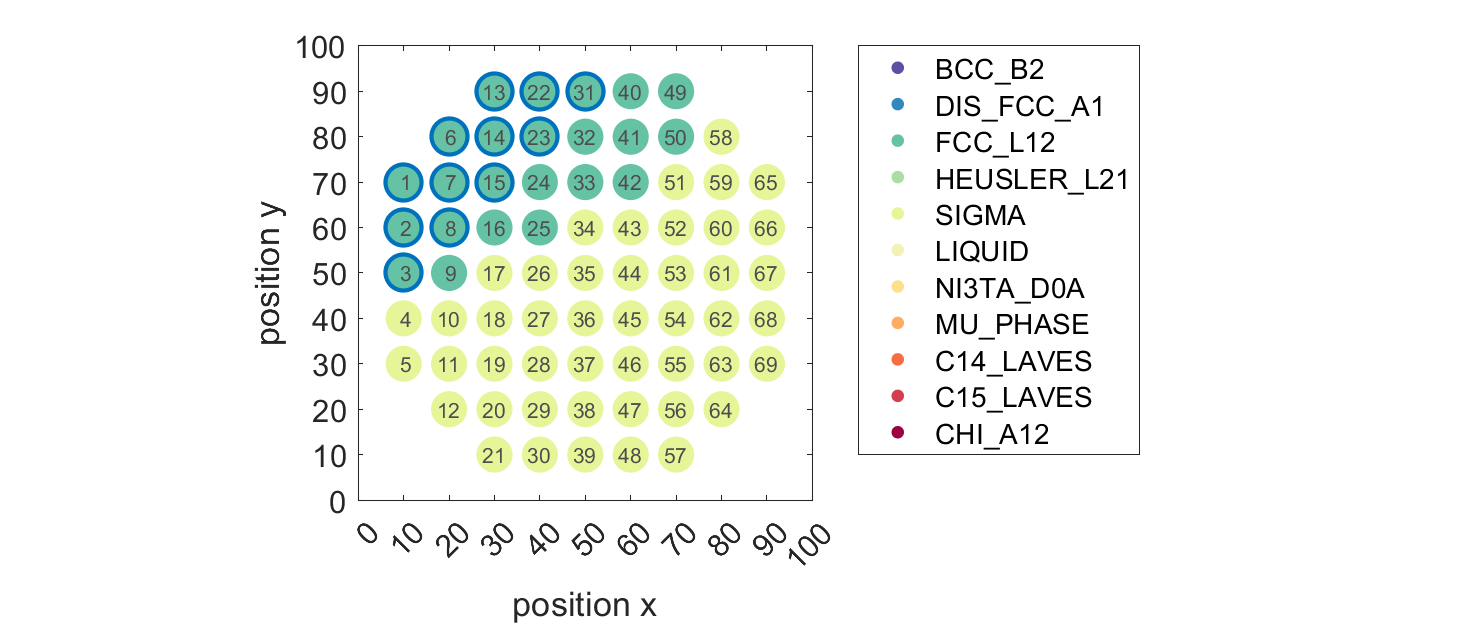 100
90 13 22 31 40 49
80 6 14 23 32 41 50 58
70 1 7 15 24 33 42 51 59 65
60 2 8 16 25 34 43 52 60 66
50 3 9 17 26 35 44 53 61 67
40 4 10 18 27 36 45 54 62 68
30 5 11 19 28 37 46 55 63 69
20 12 20 29 38 47 56 64
10 21 30 39 48 57
0
0 10 20 30 40 50 60 70 80 90 100
position x
position y
BCC_B2
DIS_FCC_A1
FCC_L12
HEUSLER_L21
SIGMA
LIQUID
NI3TA_D0A
MU_PHASE
C14_LAVES
C15_LAVES
CHI_A12